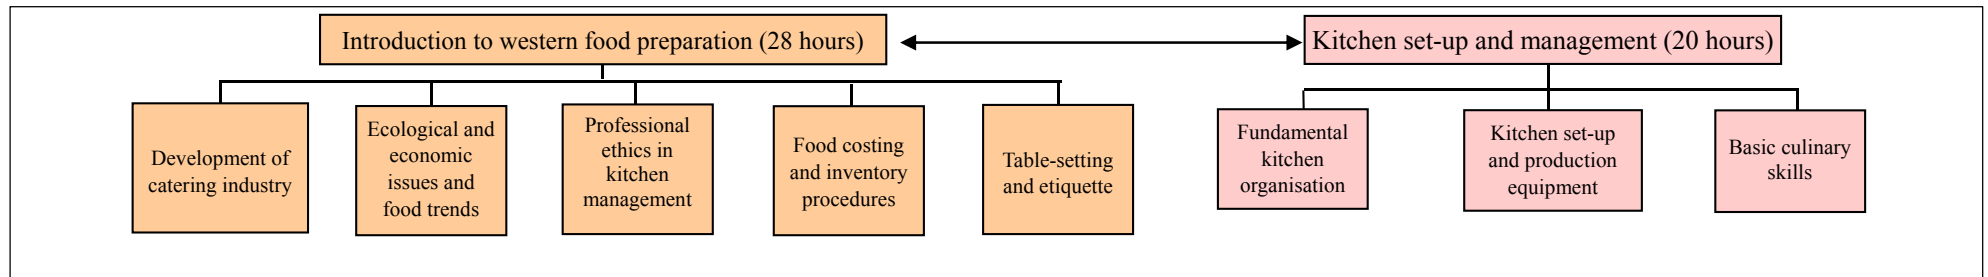 Introduction to western food preparation (28 hours)
Kitchen set-up and management (20 hours)
Development of
catering industry
Ecological and
economic
issues and
food trends
Professional
ethics in
kitchen
management
Food costing
and inventory
procedures
Table-setting
and etiquette
Fundamental
kitchen
organisation
Kitchen set-up
and production
equipment
Basic culinary
skills